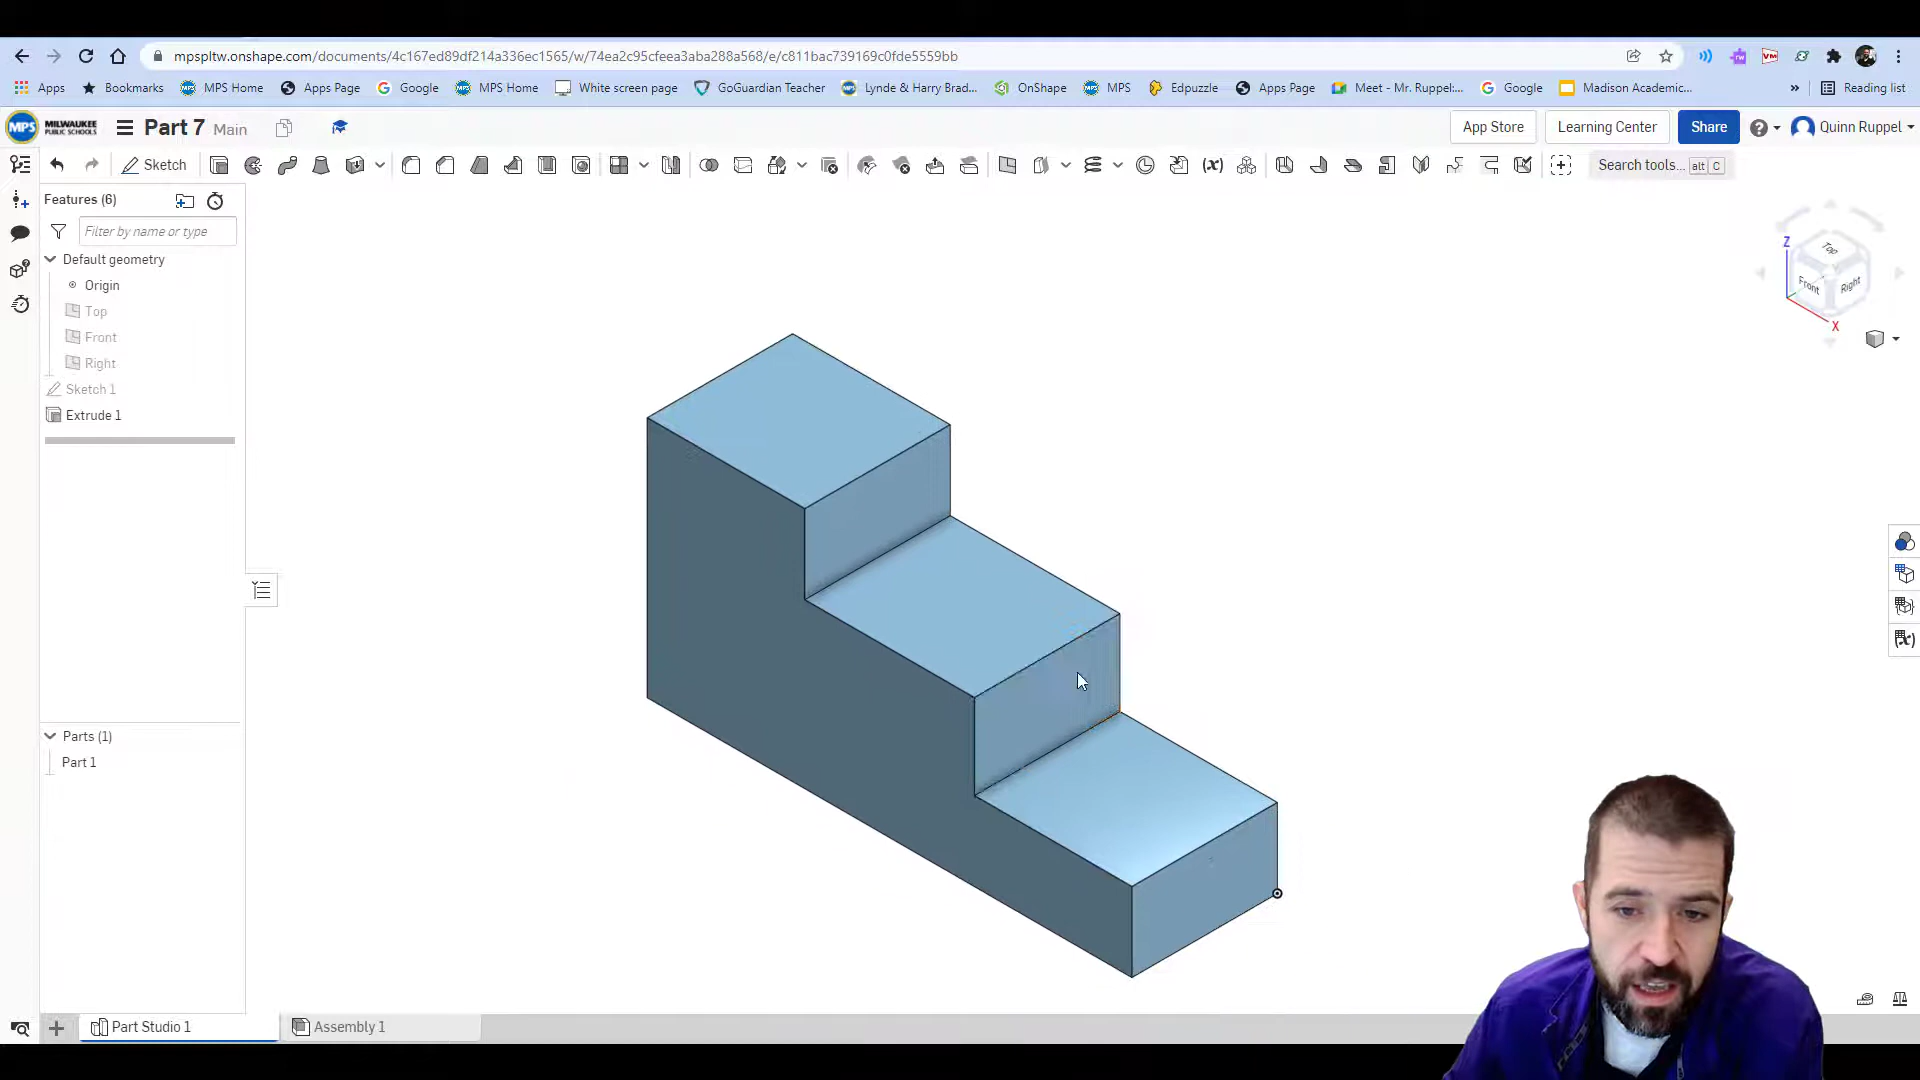 mpspltw.onshape.com/documents/4c167ed89df214a336ec1565/w/74ea2c95cfeea3aba288a568/e/c811bac739169c0fde5559bb
Apps Bookmarks MPS Home Apps Page Google MPS Home White screen page GoGuardian Teacher Lynde & Harry Brad... OnShape MPS Edpuzzle Apps Page Meet - Mr. Ruppel:... Google Madison Academic... » Reading list
MPS MILWAUKEE PUBLIC SCHOOLS Part 7 Main App Store Learning Center Share Quinn Ruppel
Sketch Search tools... alt C
Features (6)
Filter by name or type
Default geometry
Origin
Top
Front
Right
Sketch 1
Extrude 1
Z Top
Front Right
X
Parts (1)
Part 1
Part Studio 1 Assembly 1